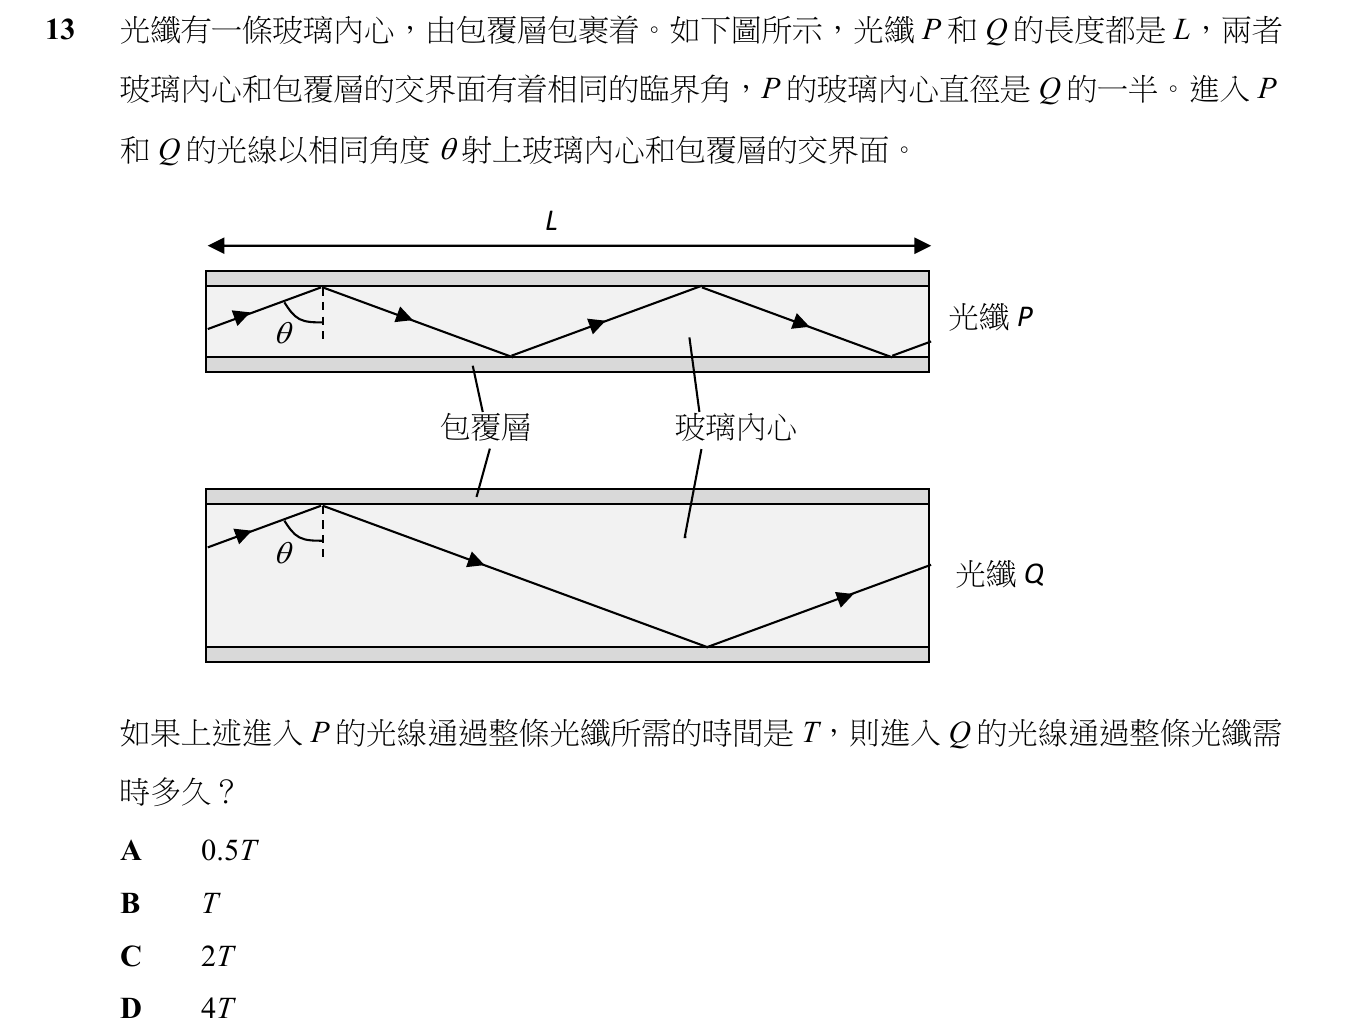 13 光纖有一條玻璃內心，由包覆層包裹着。如下圖所示，光纖 P 和 Q 的長度都是 L，兩者
玻璃內心和包覆層的交界面有着相同的臨界角，P 的玻璃內心直徑是 Q 的一半。進入 P
和 Q 的光線以相同角度 θ 射上玻璃內心和包覆層的交界面。
L
θ
光纖 P
包覆層
玻璃內心
θ
光纖 Q
如果上述進入 P 的光線通過整條光纖所需的時間是 T，則進入 Q 的光線通過整條光纖需
時多久？
A 0.5T
B T
C 2T
D 4T